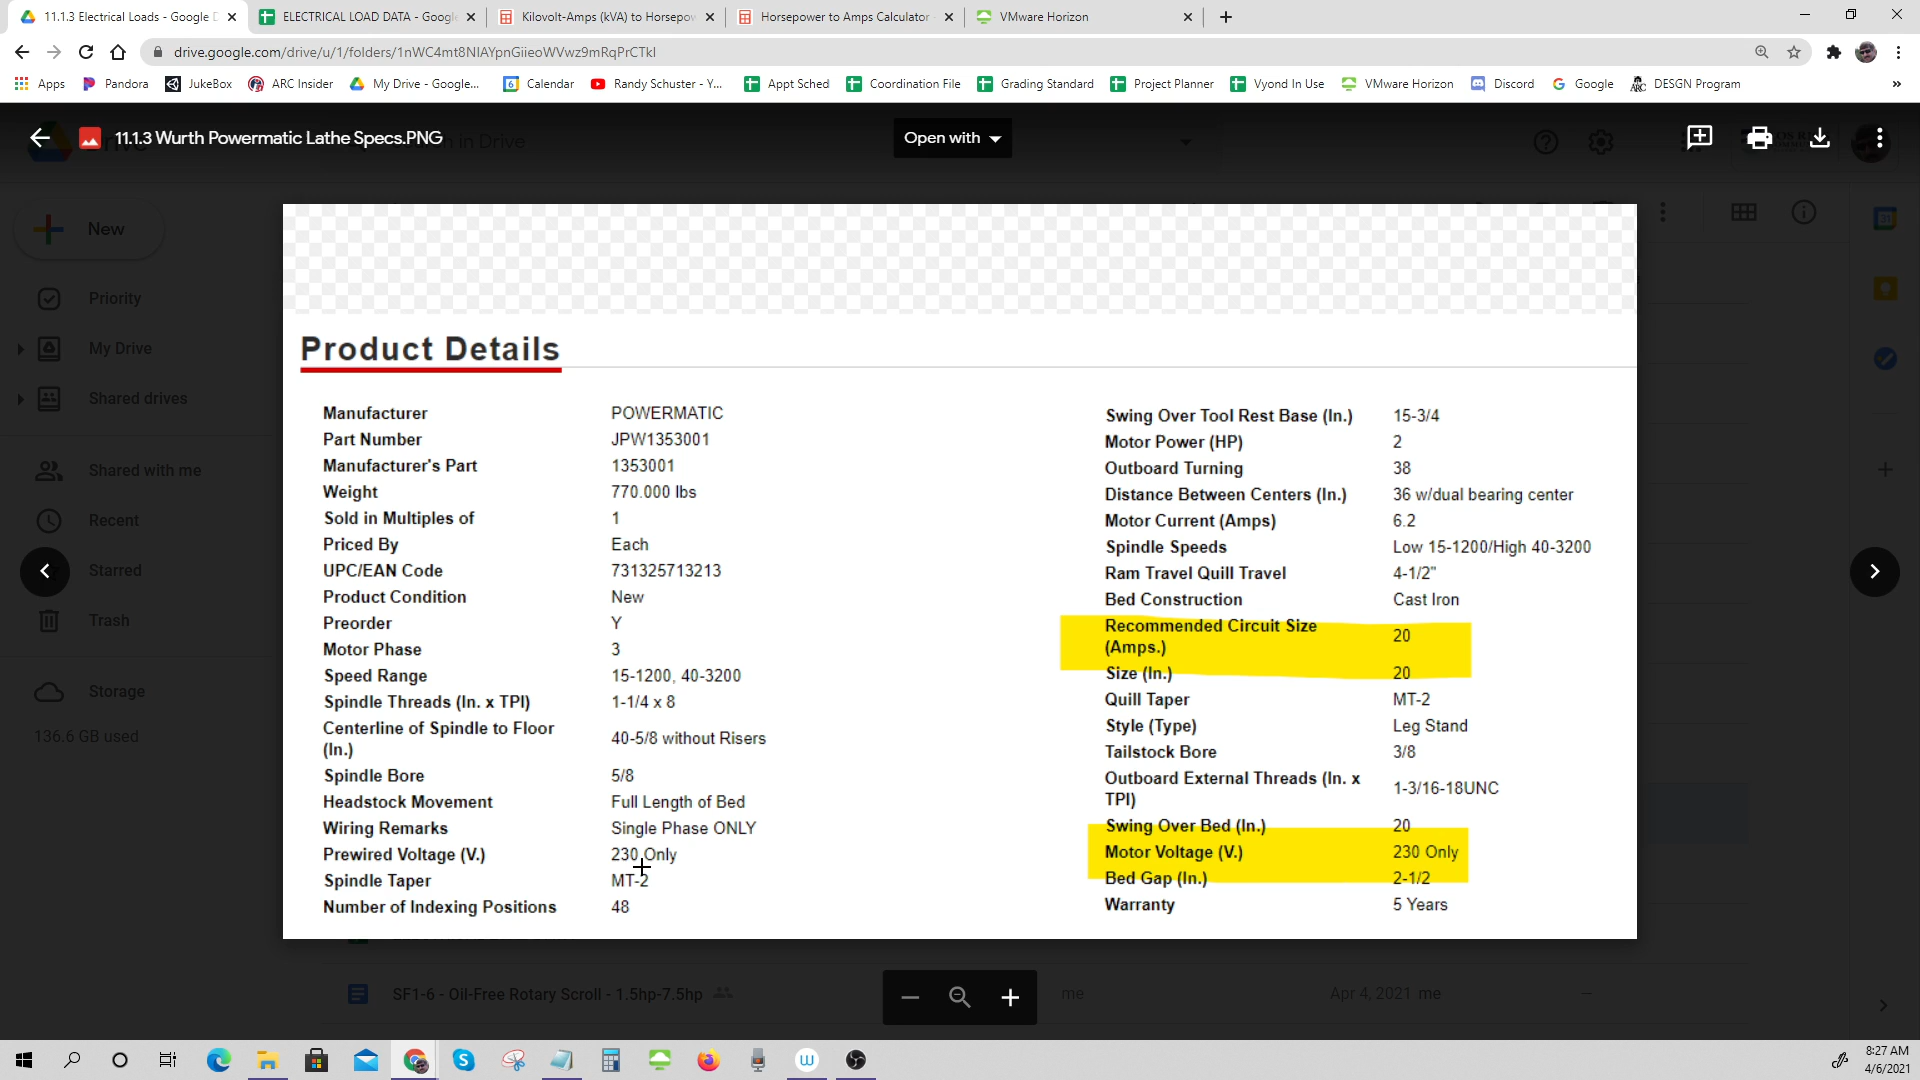 11.1.3 Electrical Loads - Google D
ELECTRICAL LOAD DATA - Google
Kilovolt-Amps (kVA) to Horsepow
Horsepower to Amps Calculator
VMware Horizon
drive.google.com/drive/u/1/folders/1nWC4mt8NIAYpnGiieoWVwz9mRqPrCTkI
Apps
Pandora
JukeBox
ARC Insider
My Drive - Google...
Calendar
Randy Schuster - Y...
Appt Sched
Coordination File
Grading Standard
Project Planner
Vyond In Use
VMware Horizon
Discord
Google
DESGN Program
»
11.1.3 Wurth Powermatic Lathe Specs.PNG
in Drive
Open with
New
Priority
My Drive
Shared drives
Shared with me
Recent
Starred
Trash
Storage
136.6 GB used
Product Details
Manufacturer POWERMATIC
Part Number JPW1353001
Manufacturer's Part 1353001
Weight 770.000 lbs
Sold in Multiples of 1
Priced By Each
UPC/EAN Code 731325713213
Product Condition New
Preorder Y
Motor Phase 3
Speed Range 15-1200, 40-3200
Spindle Threads (In. x TPI) 1-1/4 x 8
Centerline of Spindle to Floor
(In.) 40-5/8 without Risers
Spindle Bore 5/8
Headstock Movement Full Length of Bed
Wiring Remarks Single Phase ONLY
Prewired Voltage (V.) 230 Only
Spindle Taper MT-2
Number of Indexing Positions 48
Swing Over Tool Rest Base (In.) 15-3/4
Motor Power (HP) 2
Outboard Turning 38
Distance Between Centers (In.) 36 w/dual bearing center
Motor Current (Amps) 6.2
Spindle Speeds Low 15-1200/High 40-3200
Ram Travel Quill Travel 4-1/2"
Bed Construction Cast Iron
Recommended Circuit Size
(Amps.) 20
Size (In.) 20
Quill Taper MT-2
Style (Type) Leg Stand
Tailstock Bore 3/8
Outboard External Threads (In. x
TPI) 1-3/16-18UNC
Swing Over Bed (In.) 20
Motor Voltage (V.) 230 Only
Bed Gap (In.) 2-1/2
Warranty 5 Years
SF1-6 - Oil-Free Rotary Scroll - 1.5hp-7.5hp
me
Apr 4, 2021 me
8:27 AM
4/6/2021